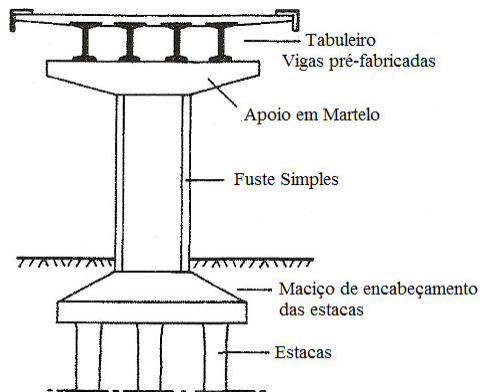 Tabuleiro
Vigas pré-fabricadas
Apoio em Martelo
Fuste Simples
Maciço de encabeçamento
das estacas
Estacas